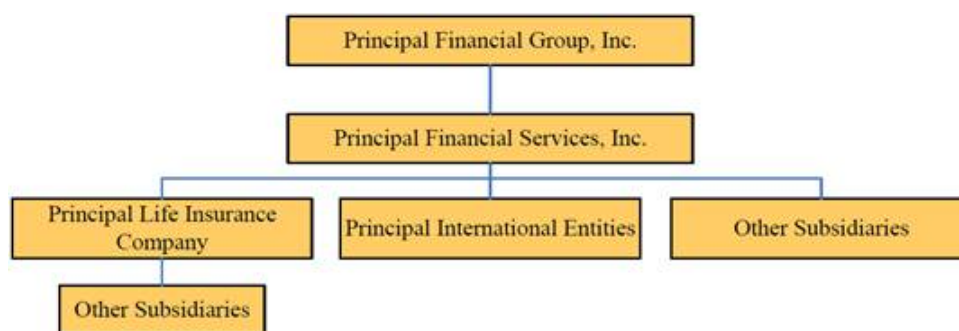 Principal Financial Group, Inc.
Principal Financial Services, Inc.
Principal Life Insurance
Company
Principal International Entities
Other Subsidiaries
Other Subsidiaries